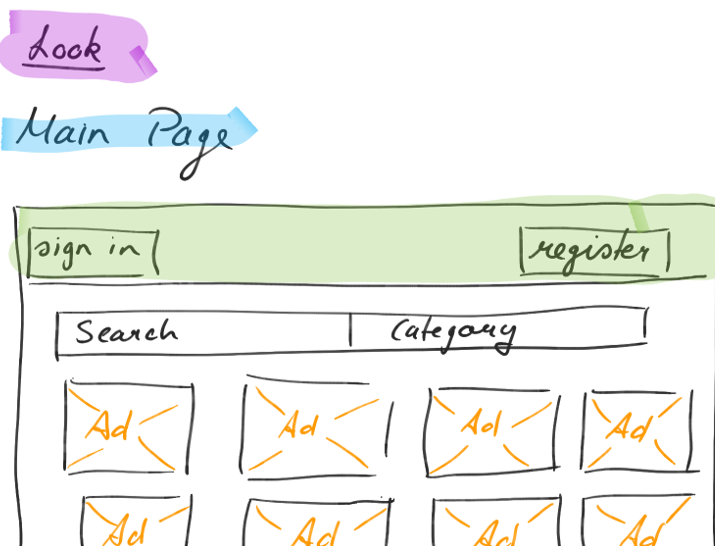 Look
Main Page
sign in register
Search Category
Ad Ad Ad Ad
Ad Ad Ad Ad